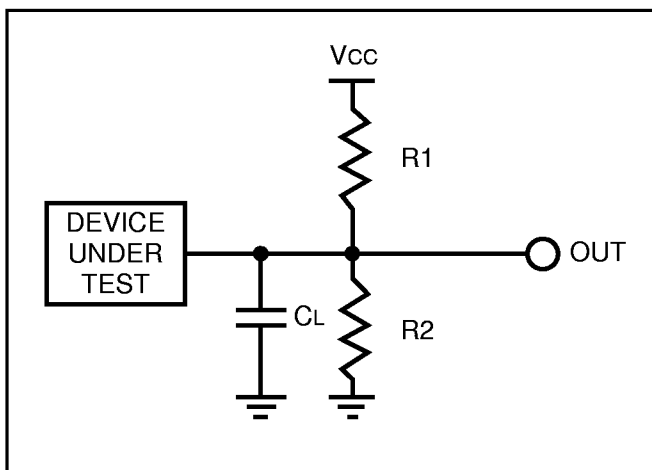 VCC
R1
DEVICE
UNDER
TEST
OUT
CL
R2